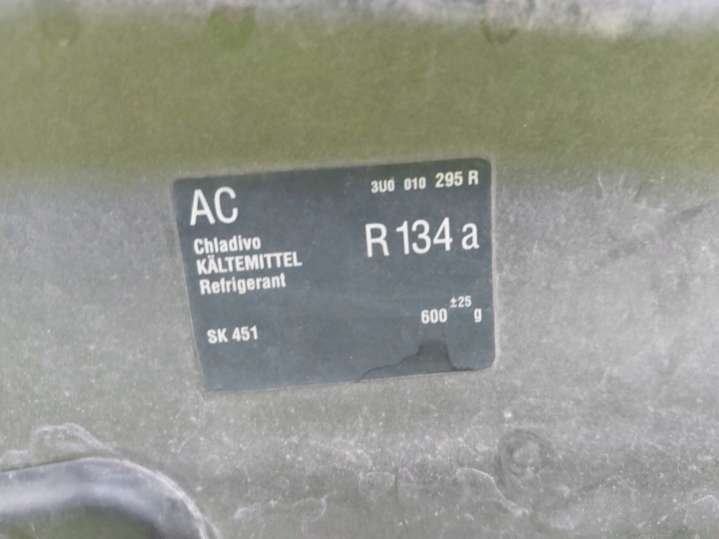 AC
3U0 010 295 R
Chladivo
KÄLTEMITTEL
Refrigerant
R 134 a
SK 451
600 ±25 g